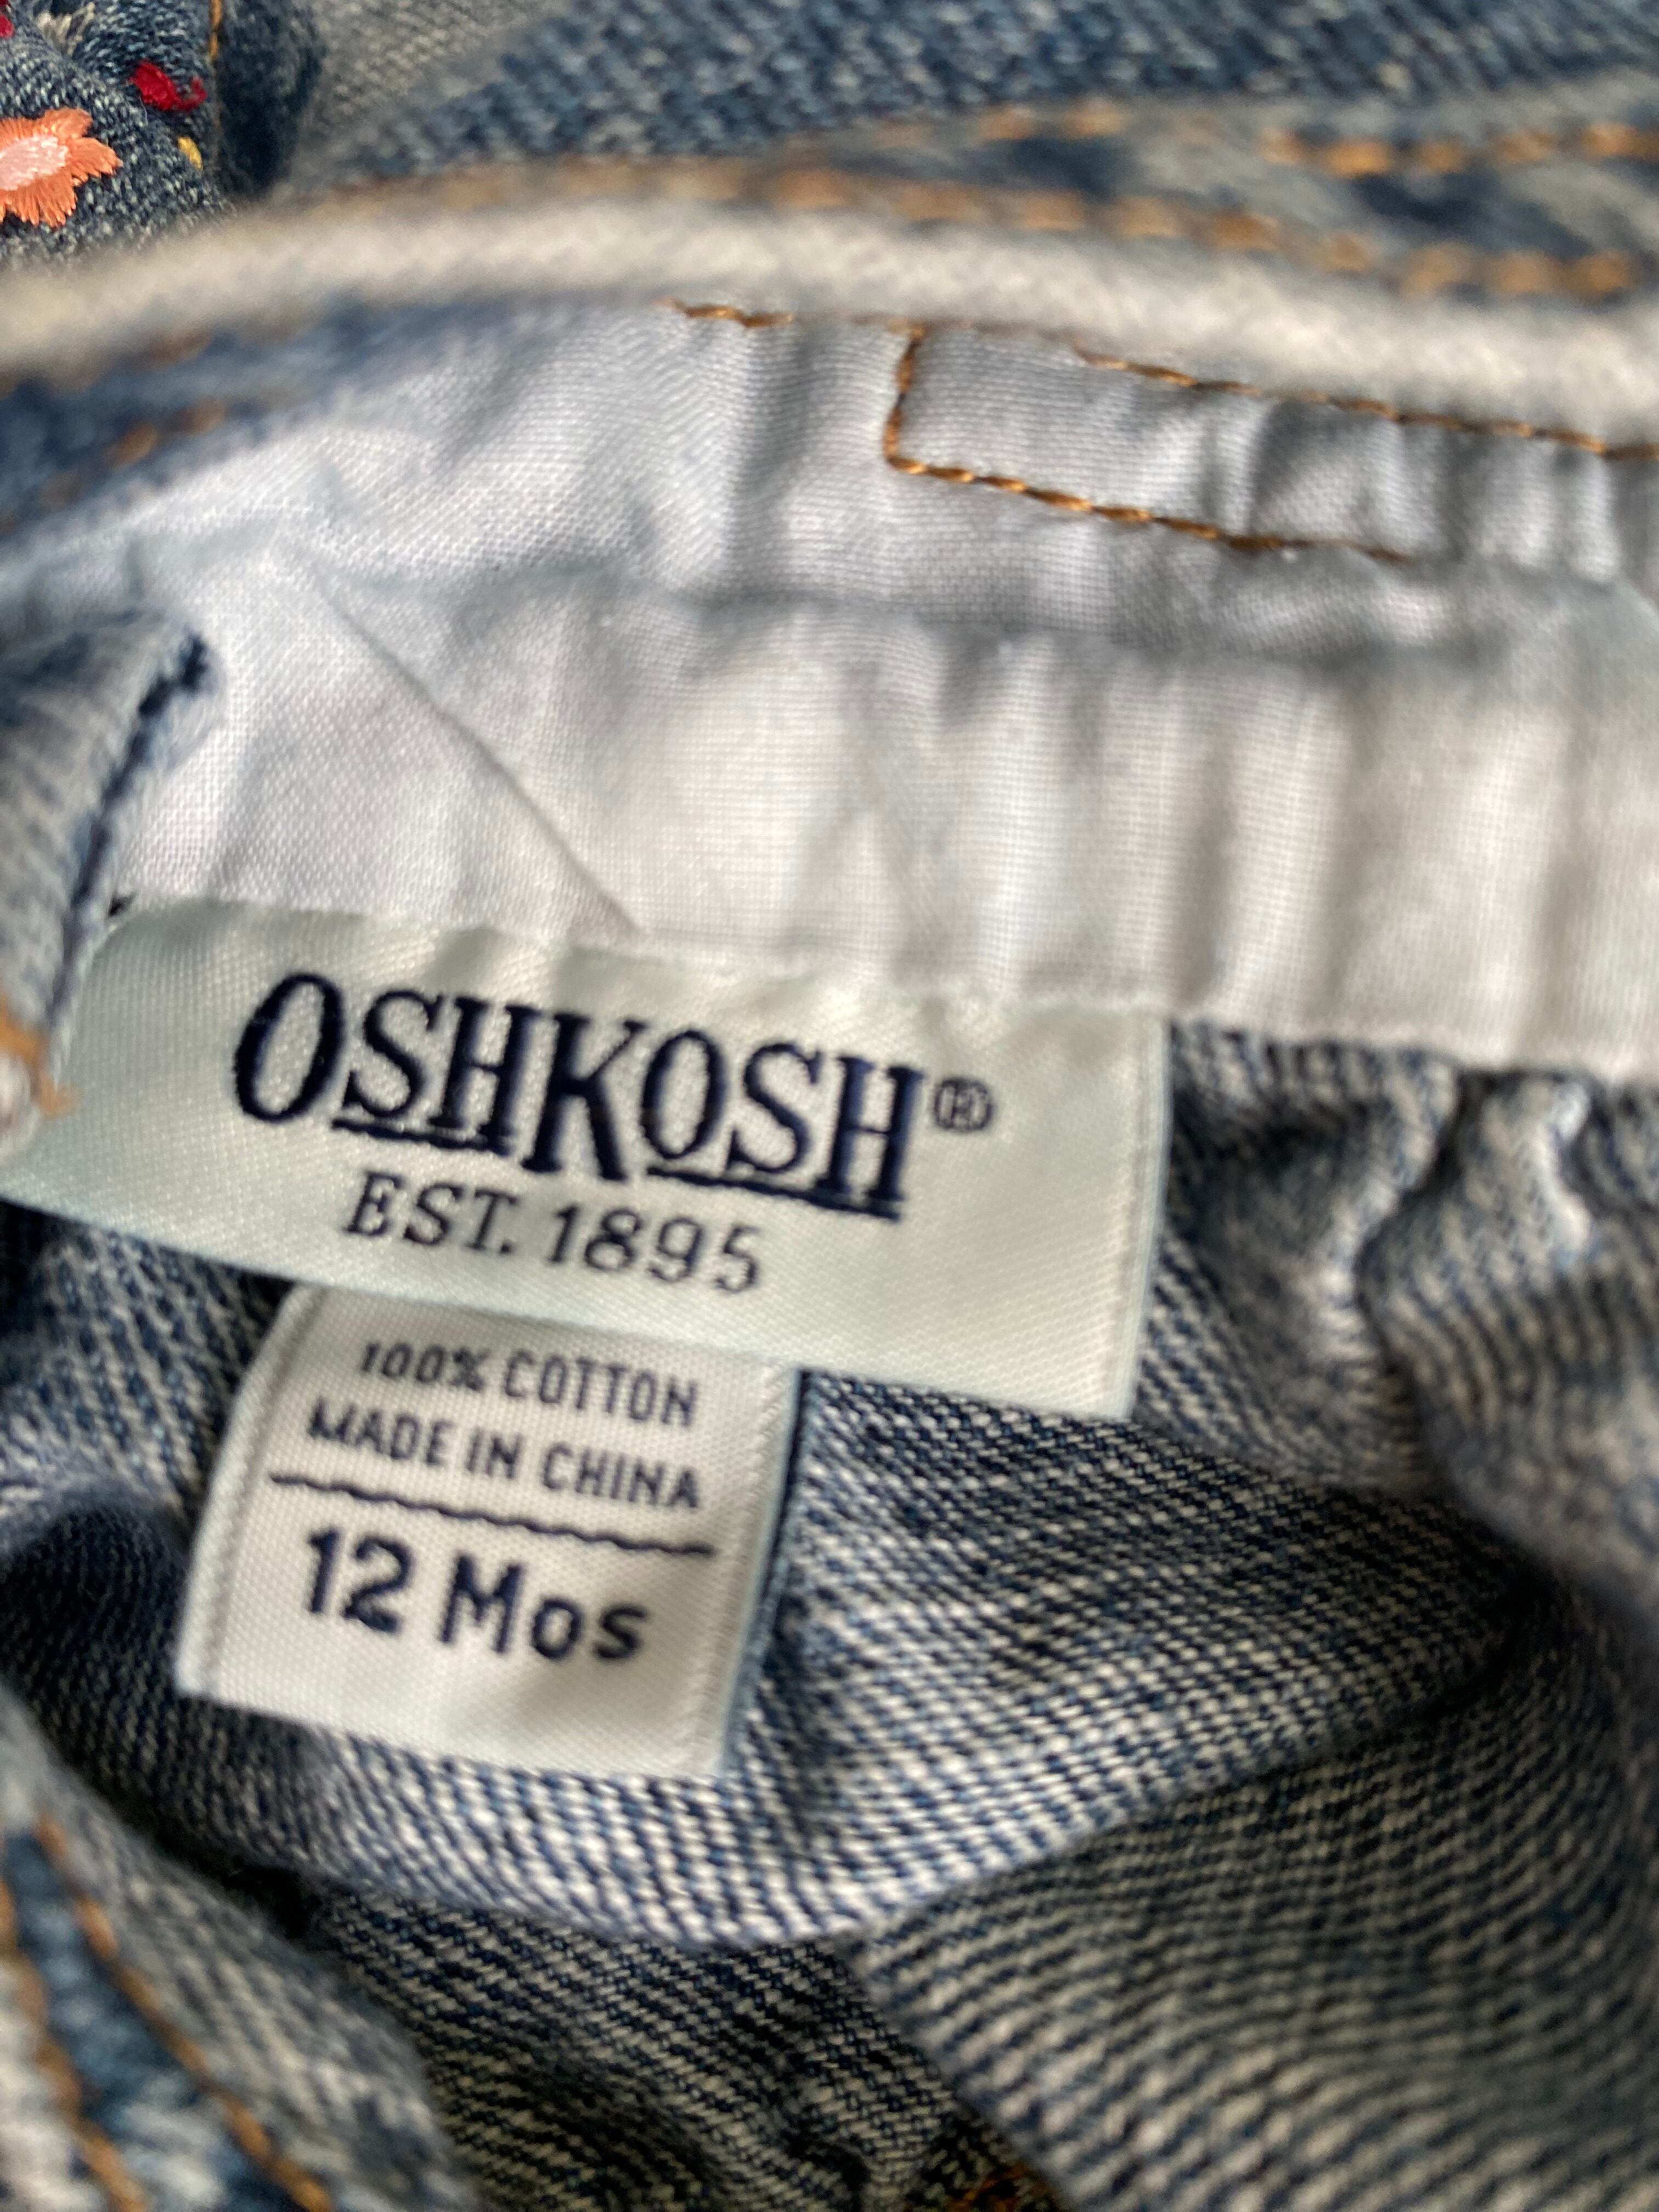 OSHKOSH®
EST. 1895
100% COTTON
MADE IN CHINA
12 Mos